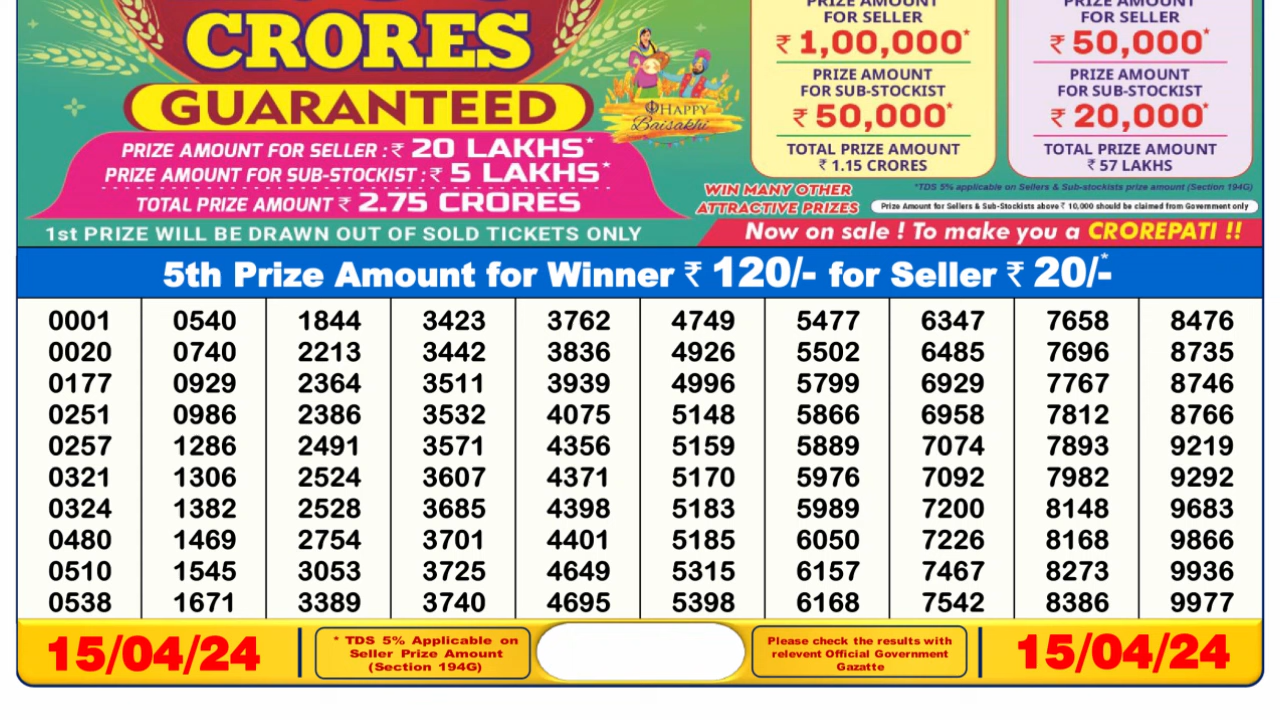 CRORES
GUARANTEED
PRIZE AMOUNT FOR SELLER : ₹ 20 LAKHS*
PRIZE AMOUNT FOR SUB-STOCKIST : ₹ 5 LAKHS*
TOTAL PRIZE AMOUNT ₹ 2.75 CRORES
1st PRIZE WILL BE DRAWN OUT OF SOLD TICKETS ONLY
HAPPY
Baisakhi
PRIZE AMOUNT
FOR SELLER
₹ 1,00,000*
PRIZE AMOUNT
FOR SUB-STOCKIST
₹ 50,000*
TOTAL PRIZE AMOUNT
₹ 1.15 CRORES
PRIZE AMOUNT
FOR SELLER
₹ 50,000*
PRIZE AMOUNT
FOR SUB-STOCKIST
₹ 20,000*
TOTAL PRIZE AMOUNT
₹ 57 LAKHS
WIN MANY OTHER
ATTRACTIVE PRIZES
*TDS 5% applicable on Sellers & Sub-stockists prize amount (Section 194G)
Prize Amount for Sellers & Sub-Stockists above ₹ 10,000 should be claimed from Government only
Now on sale ! To make you a CROREPATI !!
5th Prize Amount for Winner ₹ 120/- for Seller ₹ 20/-*
0001 0540 1844 3423 3762 4749 5477 6347 7658 8476
0020 0740 2213 3442 3836 4926 5502 6485 7696 8735
0177 0929 2364 3511 3939 4996 5799 6929 7767 8746
0251 0986 2386 3532 4075 5148 5866 6958 7812 8766
0257 1286 2491 3571 4356 5159 5889 7074 7893 9219
0321 1306 2524 3607 4371 5170 5976 7092 7982 9292
0324 1382 2528 3685 4398 5183 5989 7200 8148 9683
0480 1469 2754 3701 4401 5185 6050 7226 8168 9866
0510 1545 3053 3725 4649 5315 6157 7467 8273 9936
0538 1671 3389 3740 4695 5398 6168 7542 8386 9977
15/04/24
* TDS 5% Applicable on
Seller Prize Amount
(Section 194G)
Please check the results with
relevent Official Government
Gazatte
15/04/24